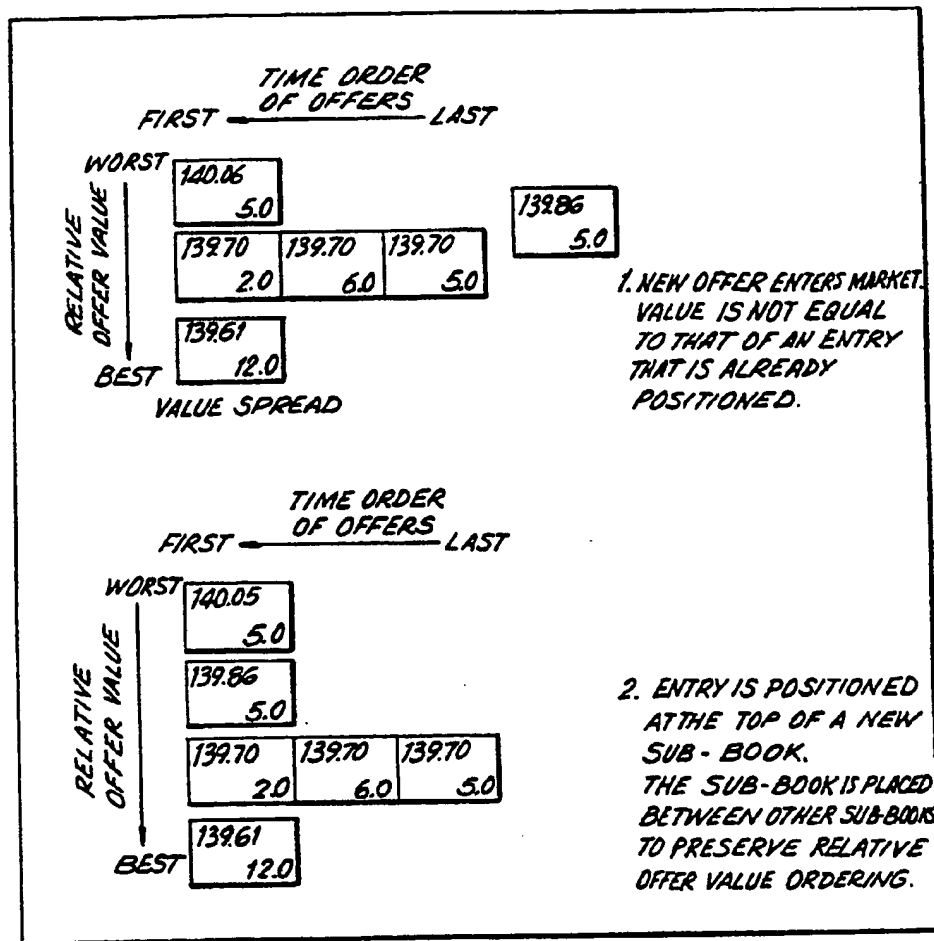 TIME ORDER
OF OFFERS
FIRST LAST
WORST
RELATIVE
OFFER VALUE
140.06
5.0
139.86
5.0
139.70 139.70 139.70
2.0 6.0 5.0
139.61
12.0
BEST
VALUE SPREAD
1. NEW OFFER ENTERS MARKET.
VALUE IS NOT EQUAL
TO THAT OF AN ENTRY
THAT IS ALREADY
POSITIONED.
TIME ORDER
OF OFFERS
FIRST LAST
WORST
RELATIVE
OFFER VALUE
140.05
5.0
139.86
5.0
139.70 139.70 139.70
2.0 6.0 5.0
139.61
12.0
BEST
2. ENTRY IS POSITIONED
AT THE TOP OF A NEW
SUB-BOOK.
THE SUB-BOOK IS PLACED
BETWEEN OTHER SUB-BOOKS
TO PRESERVE RELATIVE
OFFER VALUE ORDERING.